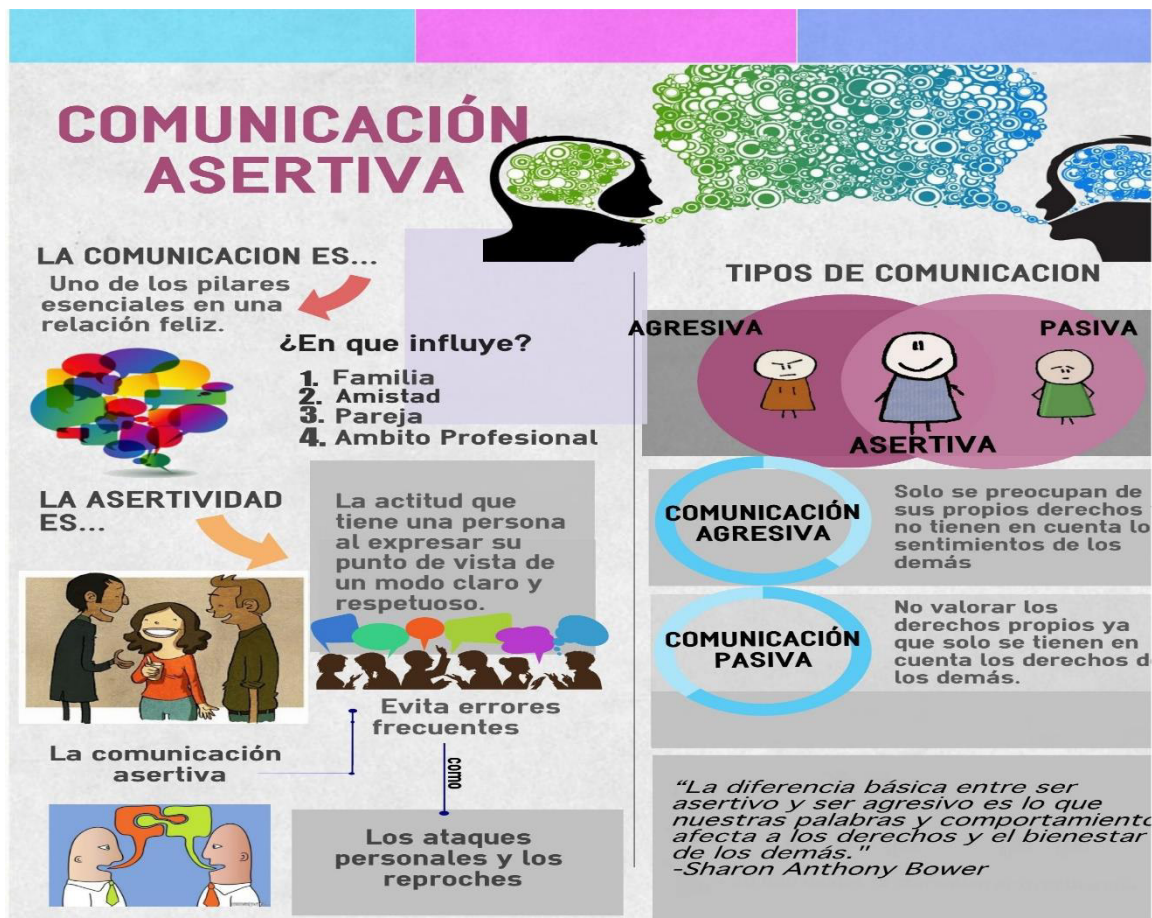 COMUNICACIÓN
ASERTIVA
LA COMUNICACION ES...
Uno de los pilares
esenciales en una
relación feliz.
¿En que influye?
1. Familia
2. Amistad
3. Pareja
4. Ambito Profesional
LA ASERTIVIDAD
ES...
La actitud que
tiene una persona
al expresar su
punto de vista de
un modo claro y
respetuoso.
La comunicación
asertiva
Evita errores
frecuentes
como
Los ataques
personales y los
reproches
TIPOS DE COMUNICACION
AGRESIVA
PASIVA
ASERTIVA
COMUNICACIÓN
AGRESIVA
Solo se preocupan de
sus propios derechos
no tienen en cuenta lo
sentimientos de los
demás
COMUNICACIÓN
PASIVA
No valorar los
derechos propios ya
que solo se tienen en
cuenta los derechos d
los demás.
"La diferencia básica entre ser
asertivo y ser agresivo es lo que
nuestras palabras y comportamiento
afecta a los derechos y el bienestar
de los demás."
-Sharon Anthony Bower